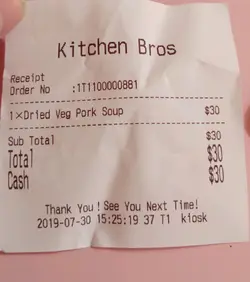 Kitchen Bros
Receipt
Order No :1T1100000881
1×Dried Veg Pork Soup $30
Sub Total $30
Total $30
Cash $30
Thank You！See You Next Time!
2019-07-30 15:25:19 37 T1 kiosk